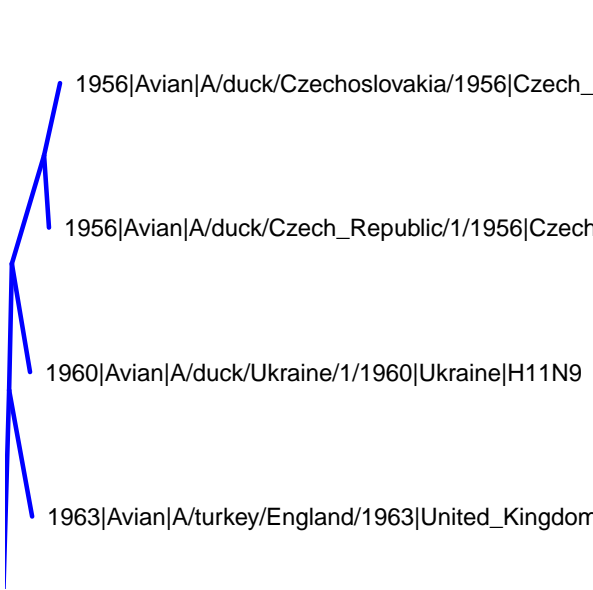 1956|Avian|A/duck/Czechoslovakia/1956|Czech_
1956|Avian|A/duck/Czech_Republic/1/1956|Czech
1960|Avian|A/duck/Ukraine/1/1960|Ukraine|H11N9
1963|Avian|A/turkey/England/1963|United_Kingdom